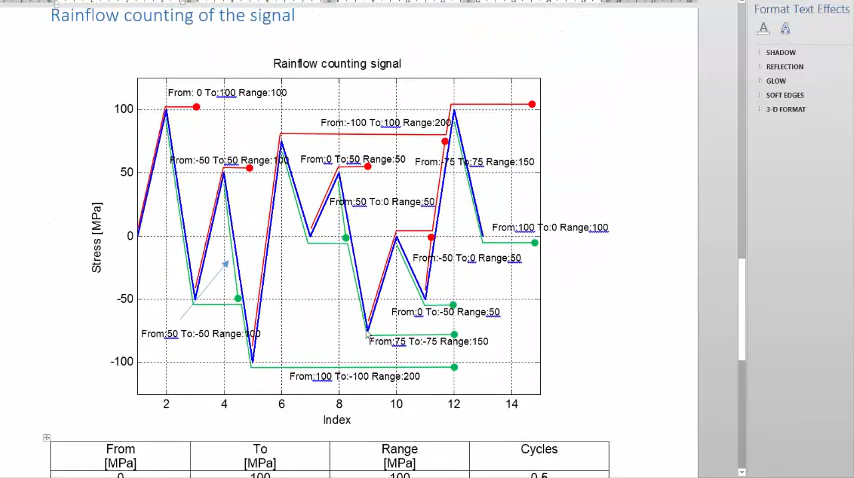 Rainflow counting of the signal
Format Text Effects
SHADOW
REFLECTION
GLOW
SOFT EDGES
3-D FORMAT
Rainflow counting signal
From: 0 To:100 Range:100
From:-100 To:100 Range:200
From:-50 To:50 Range:100
From:0 To:50 Range:50
From:-75 To:75 Range:150
From:50 To:0 Range:50
From:100 To:0 Range:100
From:-50 To:0 Range:50
From:0 To:-50 Range:50
From:50 To:-50 Range:100
From:75 To:-75 Range:150
From:100 To:-100 Range:200
100
50
0
-50
-100
Stress [MPa]
2 4 6 8 10 12 14
Index
From To Range Cycles
[MPa] [MPa] [MPa]
0 100 100 0.5